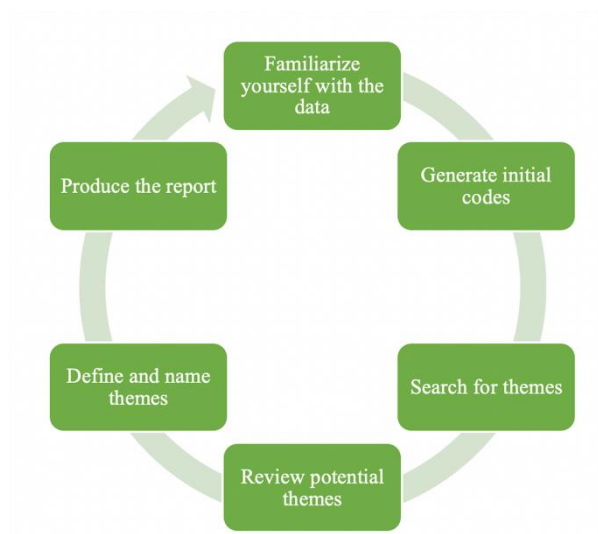 Familiarize
yourself with the
data
Generate initial
codes
Search for themes
Review potential
themes
Define and name
themes
Produce the report